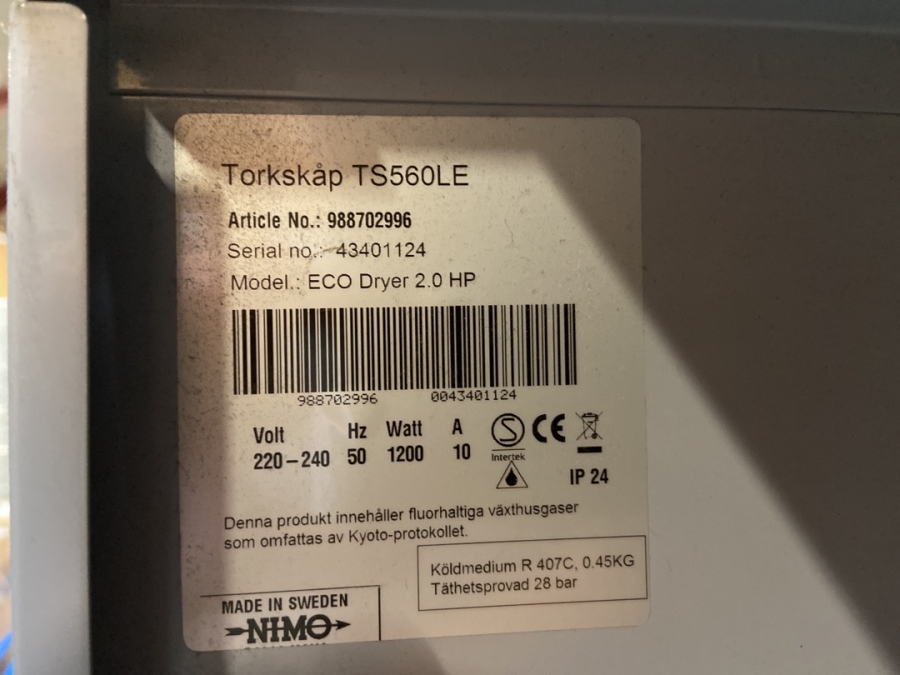 Torkskåp TS560LE
Article No.: 988702996
Serial no.: 43401124
Model.: ECO Dryer 2.0 HP
988702996 0043401124
Volt Hz Watt A
220-240 50 1200 10
S CE
Intertek
IP 24
Denna produkt innehåller fluorhaltiga växthusgaser
som omfattas av Kyoto-protokollet.
Köldmedium R 407C, 0.45KG
Täthetsprovad 28 bar
MADE IN SWEDEN
NIMO